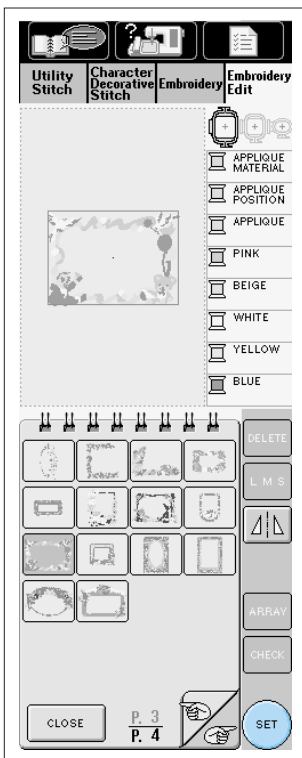 Utility
Stitch
Character
Decorative
Stitch
Embroidery
Embroidery
Edit
APPLIQUE
MATERIAL
APPLIQUE
POSITION
APPLIQUE
PINK
BEIGE
WHITE
YELLOW
BLUE
DELETE
L M S
ARRAY
CHECK
CLOSE
P. 3
P. 4
SET